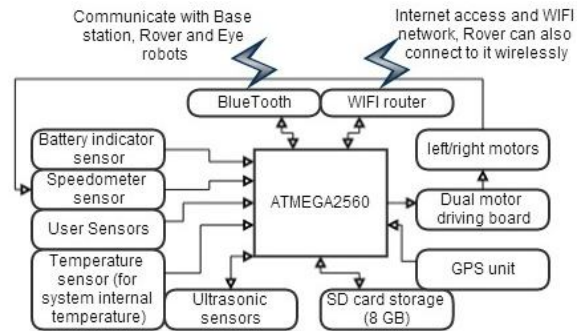 Communicate with Base
station, Rover and Eye
robots
Internet access and WIFI
network, Rover can also
connect to it wirelessly
BlueTooth
WIFI router
Battery indicator
sensor
Speedometer
sensor
User Sensors
Temperature
sensor (for
system internal
temperature)
ATMEGA2560
left/right motors
Dual motor
driving board
GPS unit
Ultrasonic
sensors
SD card storage
(8 GB)